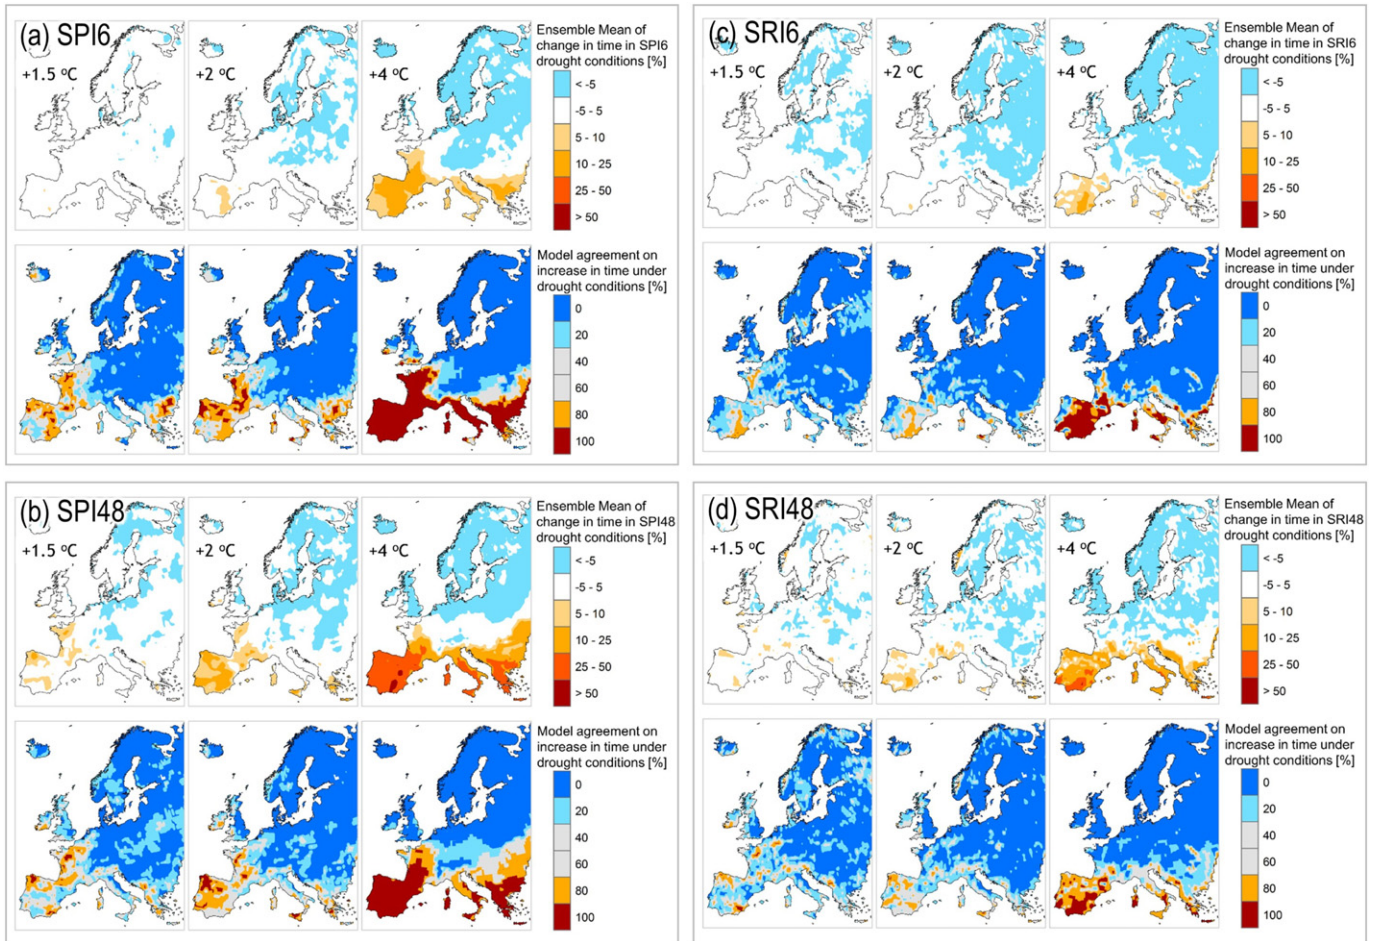 (a) SPI6
+1.5 °C
+2 °C
+4 °C
Ensemble Mean of
change in time in SPI6
drought conditions [%]
< -5
-5 - 5
5 - 10
10 - 25
25 - 50
> 50
Model agreement on
increase in time under
drought conditions [%]
0
20
40
60
80
100
(c) SRI6
+1.5 °C
+2 °C
+4 °C
Ensemble Mean of
change in time in SRI6
drought conditions [%]
< -5
-5 - 5
5 - 10
10 - 25
25 - 50
> 50
Model agreement on
increase in time under
drought conditions [%]
0
20
40
60
80
100
(b) SPI48
+1.5 °C
+2 °C
+4 °C
Ensemble Mean of
change in time in SPI48
drought conditions [%]
< -5
-5 - 5
5 - 10
10 - 25
25 - 50
> 50
Model agreement on
increase in time under
drought conditions [%]
0
20
40
60
80
100
(d) SRI48
+1.5 °C
+2 °C
+4 °C
Ensemble Mean of
change in time in SRI48
drought conditions [%]
< -5
-5 - 5
5 - 10
10 - 25
25 - 50
> 50
Model agreement on
increase in time under
drought conditions [%]
0
20
40
60
80
100